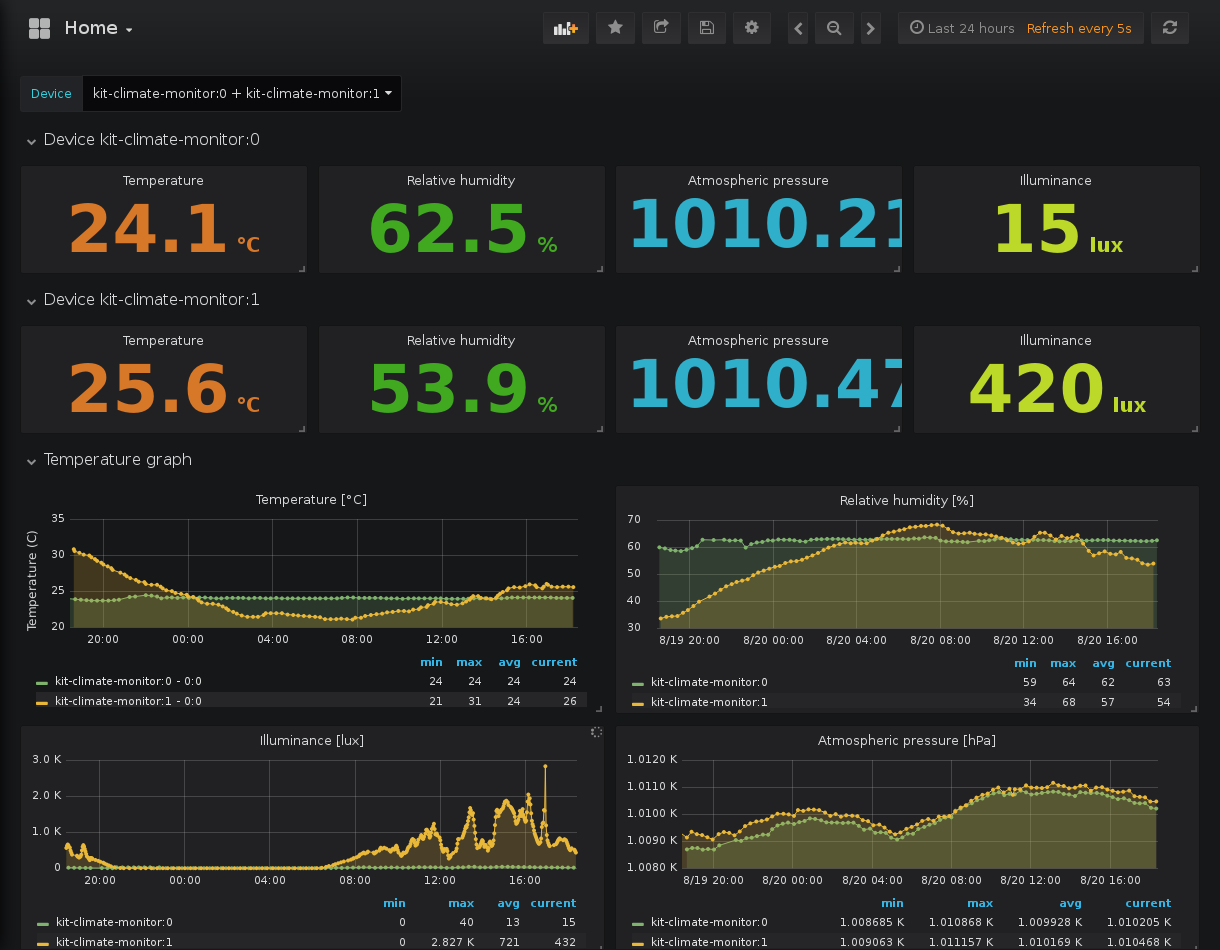 Home
Last 24 hours Refresh every 5s
Device kit-climate-monitor:0 + kit-climate-monitor:1
Device kit-climate-monitor:0
Temperature Relative humidity Atmospheric pressure Illuminance
24.1 °C 62.5 % 1010.21 15 lux
Device kit-climate-monitor:1
Temperature Relative humidity Atmospheric pressure Illuminance
25.6 °C 53.9 % 1010.47 420 lux
Temperature graph
Temperature [°C]
Temperature (C)
35
30
25
20
20:00 00:00 04:00 08:00 12:00 16:00
min max avg current
kit-climate-monitor:0 - 0:0 24 24 24 24
kit-climate-monitor:1 - 0:0 21 31 24 26
Relative humidity [%]
70
60
50
40
30
8/19 20:00 8/20 00:00 8/20 04:00 8/20 08:00 8/20 12:00 8/20 16:00
min max avg current
kit-climate-monitor:0 59 64 62 63
kit-climate-monitor:1 34 68 57 54
Illuminance [lux]
3.0 K
2.0 K
1.0 K
0
20:00 00:00 04:00 08:00 12:00 16:00
min max avg current
kit-climate-monitor:0 0 40 13 15
kit-climate-monitor:1 0 2.827 K 721 432
Atmospheric pressure [hPa]
1.0120 K
1.0110 K
1.0100 K
1.0090 K
1.0080 K
8/19 20:00 8/20 00:00 8/20 04:00 8/20 08:00 8/20 12:00 8/20 16:00
min max avg current
kit-climate-monitor:0 1.008685 K 1.010868 K 1.009928 K 1.010205 K
kit-climate-monitor:1 1.009063 K 1.011157 K 1.010169 K 1.010468 K